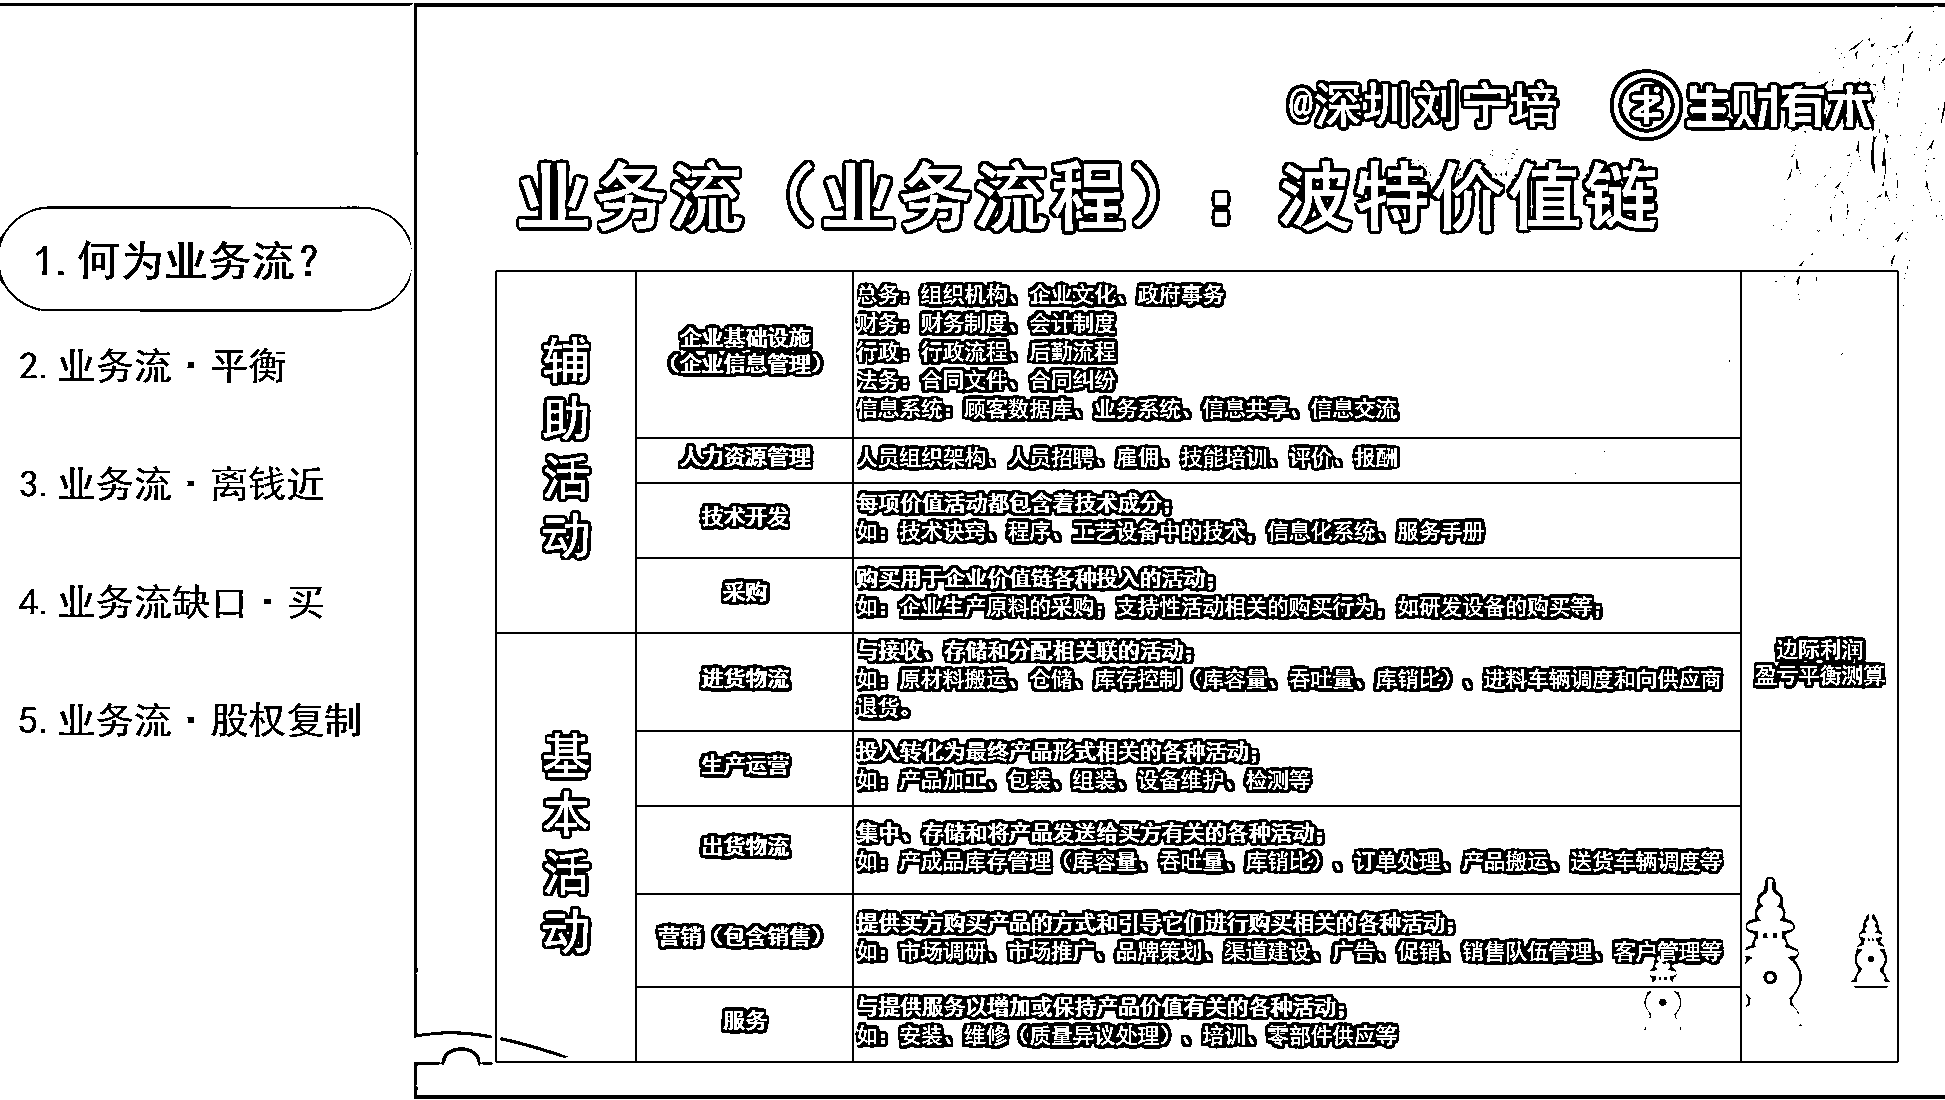 @深圳刘宁培 生财有术
业务流（业务流程）：波特价值链
1.何为业务流？
2.业务流·平衡
3.业务流·离钱近
4.业务流缺口·买
5.业务流·股权复制
辅助活动
企业基础设施
（企业信息管理）
总务：组织机构、企业文化、政府事务
财务：财务制度、会计制度
行政：行政流程、后勤流程
法务：合同文件、合同纠纷
信息系统：顾客数据库、业务系统、信息共享、信息交流
人力资源管理
人员组织架构、人员招聘、雇佣、技能培训、评价、报酬
技术开发
每项价值活动都包含着技术成分；
如：技术诀窍、程序、工艺设备中的技术，信息化系统、服务手册
采购
购买用于企业价值链各种投入的活动；
如：企业生产原料的采购；支持性活动相关的购买行为，如研发设备的购买等；
基本活动
进货物流
与接收、存储和分配相关联的活动；
如：原材料搬运、仓储、库存控制（库容量、吞吐量、库销比）、进料车辆调度和向供应商
退货。
生产运营
投入转化为最终产品形式相关的各种活动；
如：产品加工、包装、组装、设备维护、检测等
出货物流
集中、存储和将产品发送给买方有关的各种活动；
如：产成品库存管理（库容量、吞吐量、库销比）、订单处理、产品搬运、送货车辆调度等
营销（包含销售）
提供买方购买产品的方式和引导它们进行购买相关的各种活动；
如：市场调研、市场推广、品牌策划、渠道建设、广告、促销、销售队伍管理、客户管理等
服务
与提供服务以增加或保持产品价值有关的各种活动；
如：安装、维修（质量异议处理）、培训、零部件供应等
边际利润
盈亏平衡测算